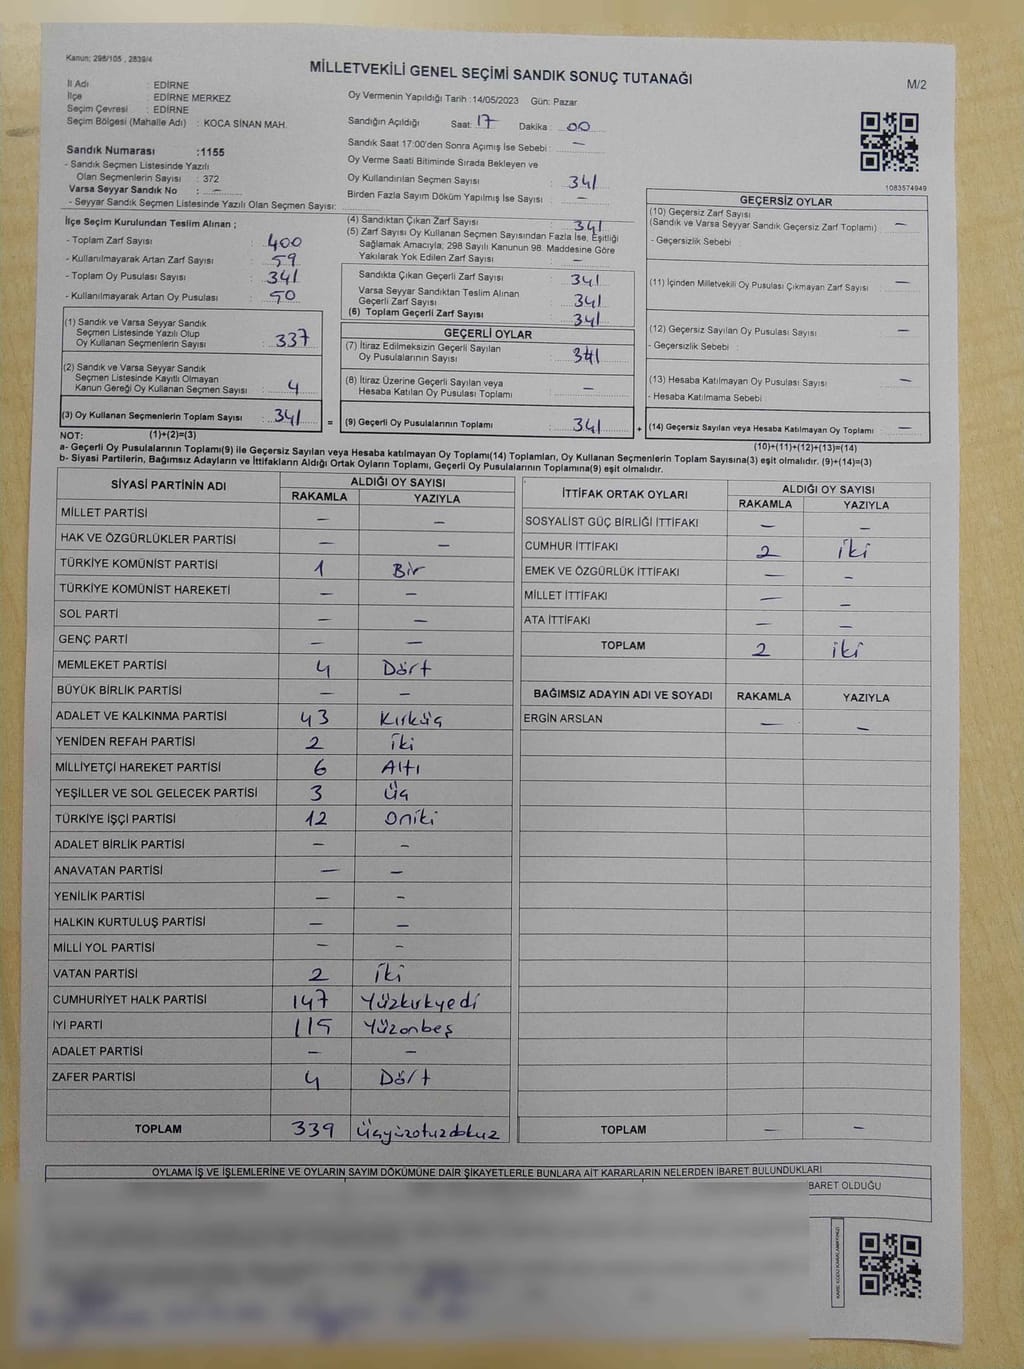 Kanun: 298/105 , 2839/4
MİLLETVEKİLİ GENEL SEÇİMİ SANDIK SONUÇ TUTANAĞI
M/2
İl Adı : EDİRNE
İlçe : EDİRNE MERKEZ
Seçim Çevresi : EDİRNE
Seçim Bölgesi (Mahalle Adı) : KOCA SİNAN MAH.
Sandık Numarası :1155
- Sandık Seçmen Listesinde Yazılı
Olan Seçmenlerin Sayısı : 372
Varsa Seyyar Sandık No : —
- Seyyar Sandık Seçmen Listesinde Yazılı Olan Seçmen Sayısı:
Oy Vermenin Yapıldığı Tarih :14/05/2023 Gün: Pazar
Sandığın Açıldığı Saat: 17 Dakika : 00
Sandık Saat 17:00'den Sonra Açımış İse Sebebi : —
Oy Verme Saati Bitiminde Sırada Bekleyen ve
Oy Kullandırılan Seçmen Sayısı 341
Birden Fazla Sayım Döküm Yapılmış İse Sayısı : —
1083574949
İlçe Seçim Kurulundan Teslim Alınan ;
- Toplam Zarf Sayısı : 400
- Kullanılmayarak Artan Zarf Sayısı : 59
- Toplam Oy Pusulası Sayısı : 341
- Kullanılmayarak Artan Oy Pusulası : 50
(1) Sandık ve Varsa Seyyar Sandık
Seçmen Listesinde Yazılı Olup
Oy Kullanan Seçmenlerin Sayısı : 337
(2) Sandık ve Varsa Seyyar Sandık
Seçmen Listesinde Kayıtlı Olmayan
Kanun Gereği Oy Kullanan Seçmen Sayısı : 4
(3) Oy Kullanan Seçmenlerin Toplam Sayısı : 341 =
(4) Sandıktan Çıkan Zarf Sayısı : 341
(5) Zarf Sayısı Oy Kullanan Seçmen Sayısından Fazla İse, Eşitliği
Sağlamak Amacıyla; 298 Sayılı Kanunun 98. Maddesine Göre
Yakılarak Yok Edilen Zarf Sayısı : —
Sandıkta Çıkan Geçerli Zarf Sayısı : 341
Varsa Seyyar Sandıktan Teslim Alınan
Geçerli Zarf Sayısı : 341
(6) Toplam Geçerli Zarf Sayısı : 341
GEÇERLİ OYLAR
(7) İtiraz Edilmeksizin Geçerli Sayılan
Oy Pusulalarının Sayısı : 341
(8) İtiraz Üzerine Geçerli Sayılan veya
Hesaba Katılan Oy Pusulası Toplamı : —
(9) Geçerli Oy Pusulalarının Toplamı : 341 +
GEÇERSİZ OYLAR
(10) Geçersiz Zarf Sayısı
(Sandık ve Varsa Seyyar Sandık Geçersiz Zarf Toplamı) : —
- Geçersizlik Sebebi :
(11) İçinden Milletvekili Oy Pusulası Çıkmayan Zarf Sayısı : —
(12) Geçersiz Sayılan Oy Pusulası Sayısı : —
- Geçersizlik Sebebi :
(13) Hesaba Katılmayan Oy Pusulası Sayısı : —
- Hesaba Katılmama Sebebi :
(14) Geçersiz Sayılan veya Hesaba Katılmayan Oy Toplamı : —
NOT: (1)+(2)=(3) (10)+(11)+(12)+(13)=(14)
a- Geçerli Oy Pusulalarının Toplamı(9) ile Geçersiz Sayılan veya Hesaba katılmayan Oy Toplamı(14) Toplamları, Oy Kullanan Seçmenlerin Toplam Sayısına(3) eşit olmalıdır. (9)+(14)=(3)
b- Siyasi Partilerin, Bağımsız Adayların ve İttifakların Aldığı Ortak Oyların Toplamı, Geçerli Oy Pusulalarının Toplamına(9) eşit olmalıdır.
SİYASİ PARTİNİN ADI ALDIĞI OY SAYISI
RAKAMLA YAZIYLA
MİLLET PARTİSİ — —
HAK VE ÖZGÜRLÜKLER PARTİSİ — —
TÜRKİYE KOMÜNİST PARTİSİ 1 Bir
TÜRKİYE KOMÜNİST HAREKETİ — —
SOL PARTİ — —
GENÇ PARTİ — —
MEMLEKET PARTİSİ 4 Dört
BÜYÜK BİRLİK PARTİSİ — —
ADALET VE KALKINMA PARTİSİ 43 Kırküç
YENİDEN REFAH PARTİSİ 2 İki
MİLLİYETÇİ HAREKET PARTİSİ 6 Altı
YEŞİLLER VE SOL GELECEK PARTİSİ 3 Üç
TÜRKİYE İŞÇİ PARTİSİ 12 Oniki
ADALET BİRLİK PARTİSİ — —
ANAVATAN PARTİSİ — —
YENİLİK PARTİSİ — —
HALKIN KURTULUŞ PARTİSİ — —
MİLLİ YOL PARTİSİ — —
VATAN PARTİSİ 2 İki
CUMHURİYET HALK PARTİSİ 147 Yüzkırkyedi
İYİ PARTİ 115 Yüzonbeş
ADALET PARTİSİ — —
ZAFER PARTİSİ 4 Dört
TOPLAM 339 Üçyüzotuzdokuz
İTTİFAK ORTAK OYLARI ALDIĞI OY SAYISI
RAKAMLA YAZIYLA
SOSYALİST GÜÇ BİRLİĞİ İTTİFAKI — —
CUMHUR İTTİFAKI 2 iki
EMEK VE ÖZGÜRLÜK İTTİFAKI — —
MİLLET İTTİFAKI — —
ATA İTTİFAKI — —
TOPLAM 2 iki
BAĞIMSIZ ADAYIN ADI VE SOYADI RAKAMLA YAZIYLA
ERGİN ARSLAN — —
TOPLAM — —
OYLAMA İŞ VE İŞLEMLERİNE VE OYLARIN SAYIM DÖKÜMÜNE DAİR ŞİKAYETLERLE BUNLARA AİT KARARLARIN NELERDEN İBARET BULUNDUKLARI
BARET OLDUĞU